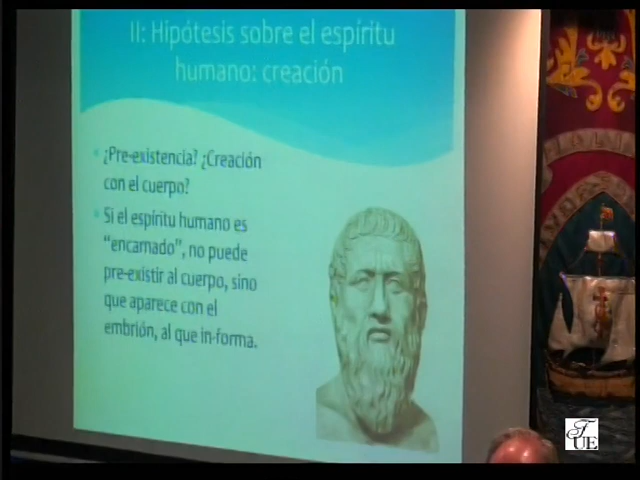 II: Hipótesis sobre el espíritu
humano: creación
¿Pre-existencia? ¿Creación
con el cuerpo?
Si el espíritu humano es
“encarnado”, no puede
pre-existir al cuerpo, sino
que aparece con el
embrión, al que in-forma.
FUE